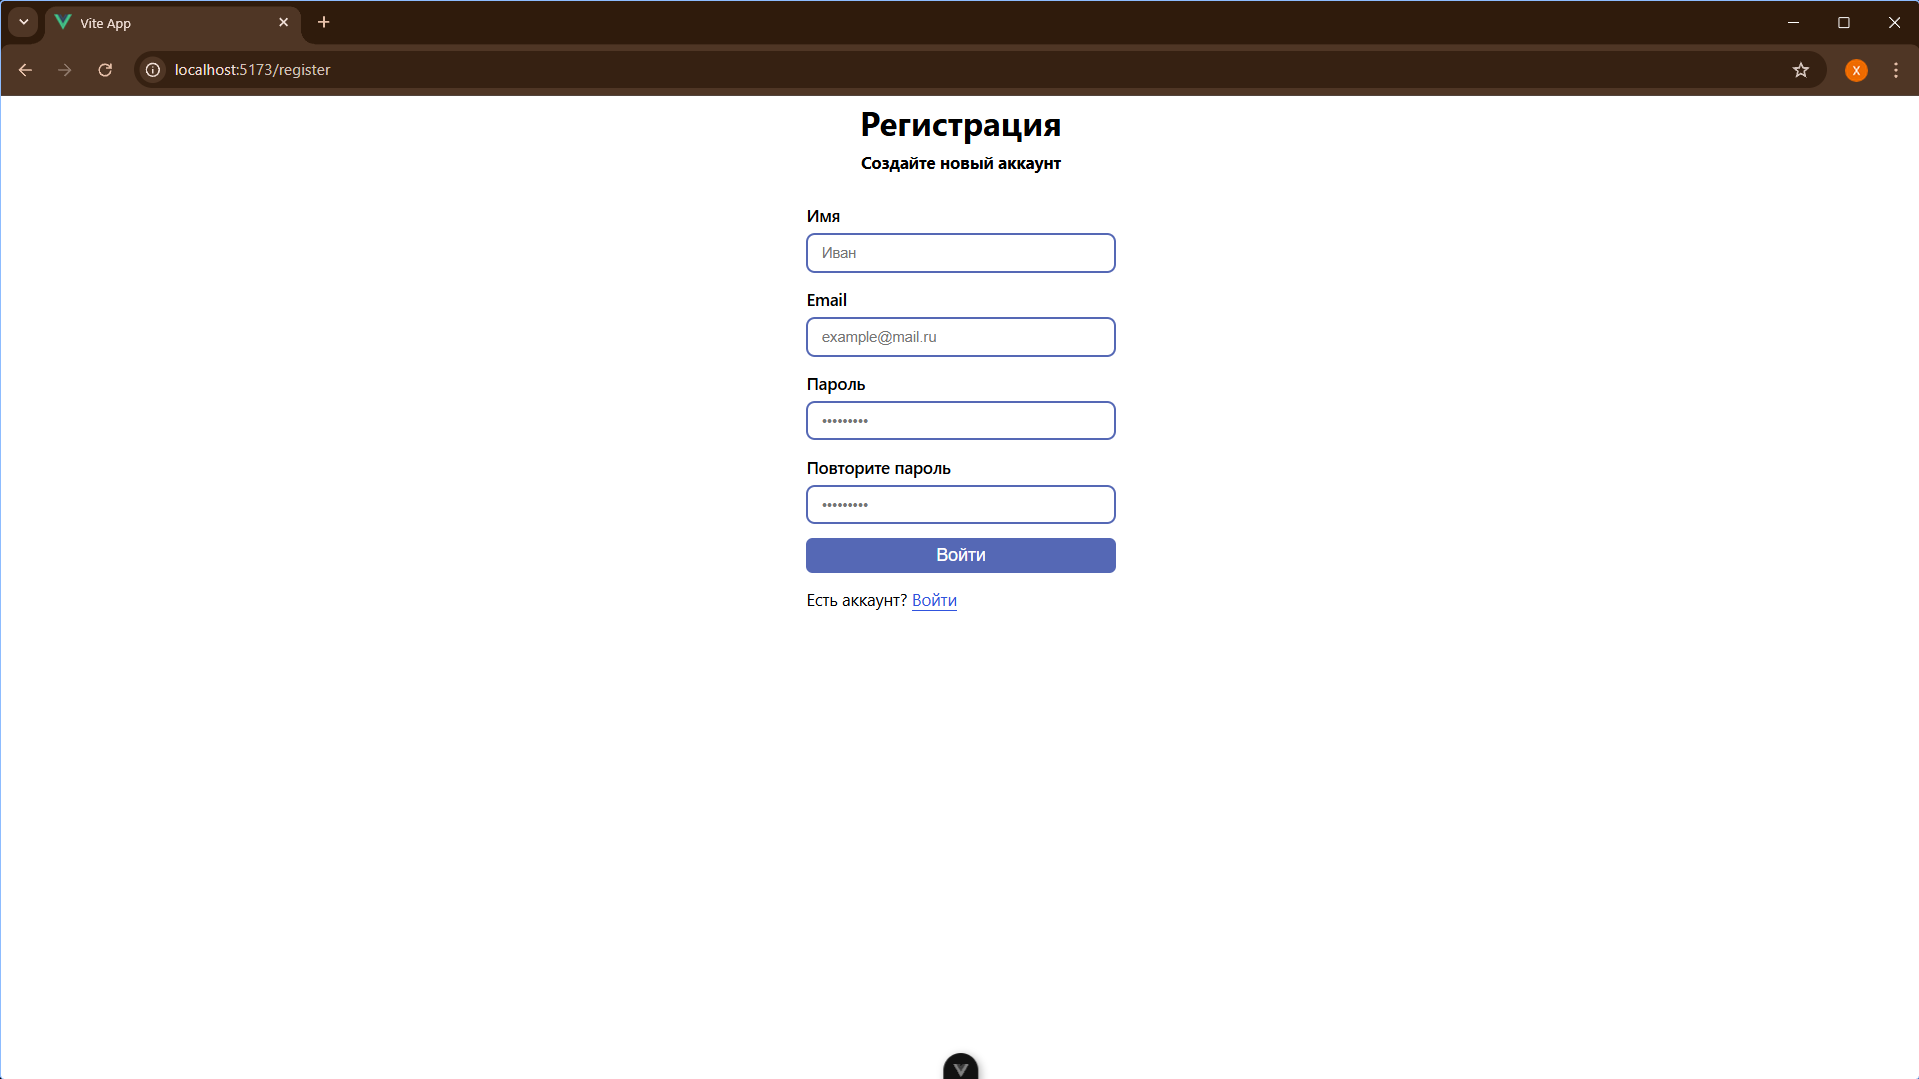 Vite App
localhost:5173/register
X
Регистрация
Создайте новый аккаунт
Имя
Иван
Email
example@mail.ru
Пароль
•••••••••
Повторите пароль
•••••••••
Войти
Есть аккаунт? Войти